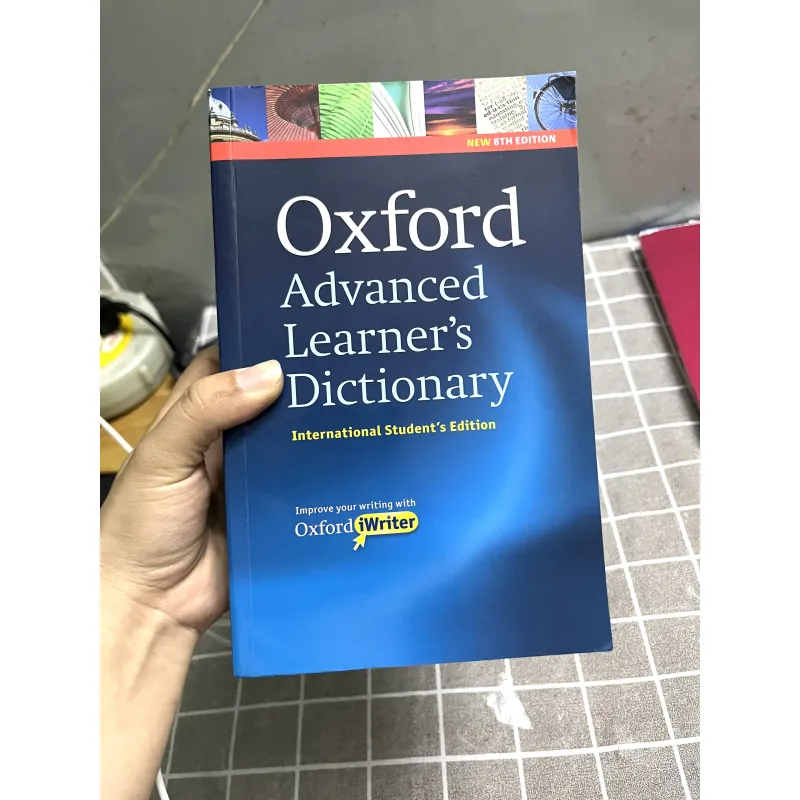 NEW 8TH EDITION
Oxford
Advanced
Learner's
Dictionary
International Student's Edition
Improve your writing with
Oxford iWriter